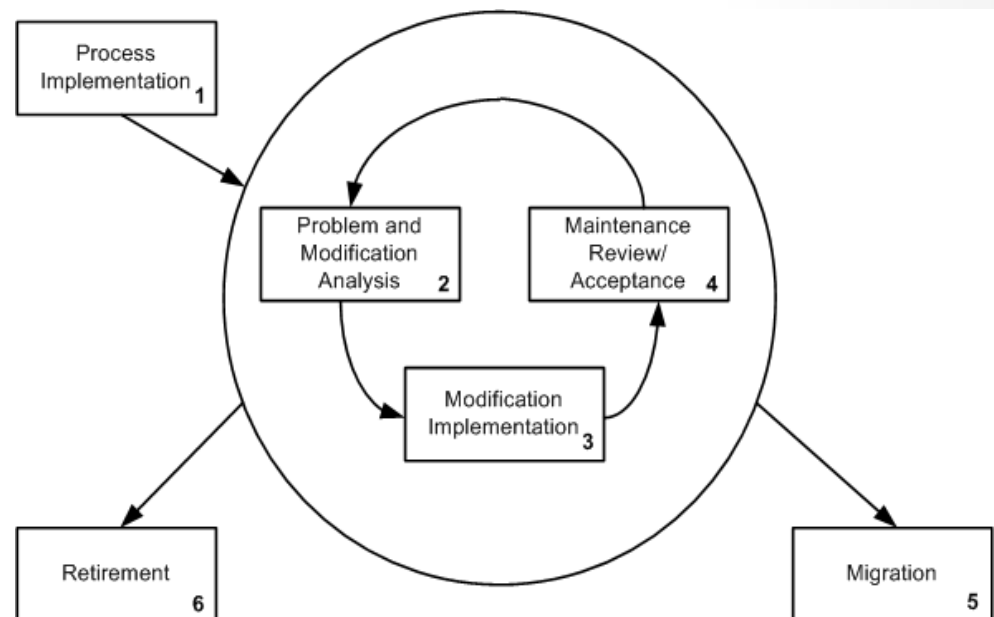 Process
Implementation
1
Problem and
Modification
Analysis
2
Maintenance
Review/
Acceptance
4
Modification
Implementation
3
Retirement
6
Migration
5